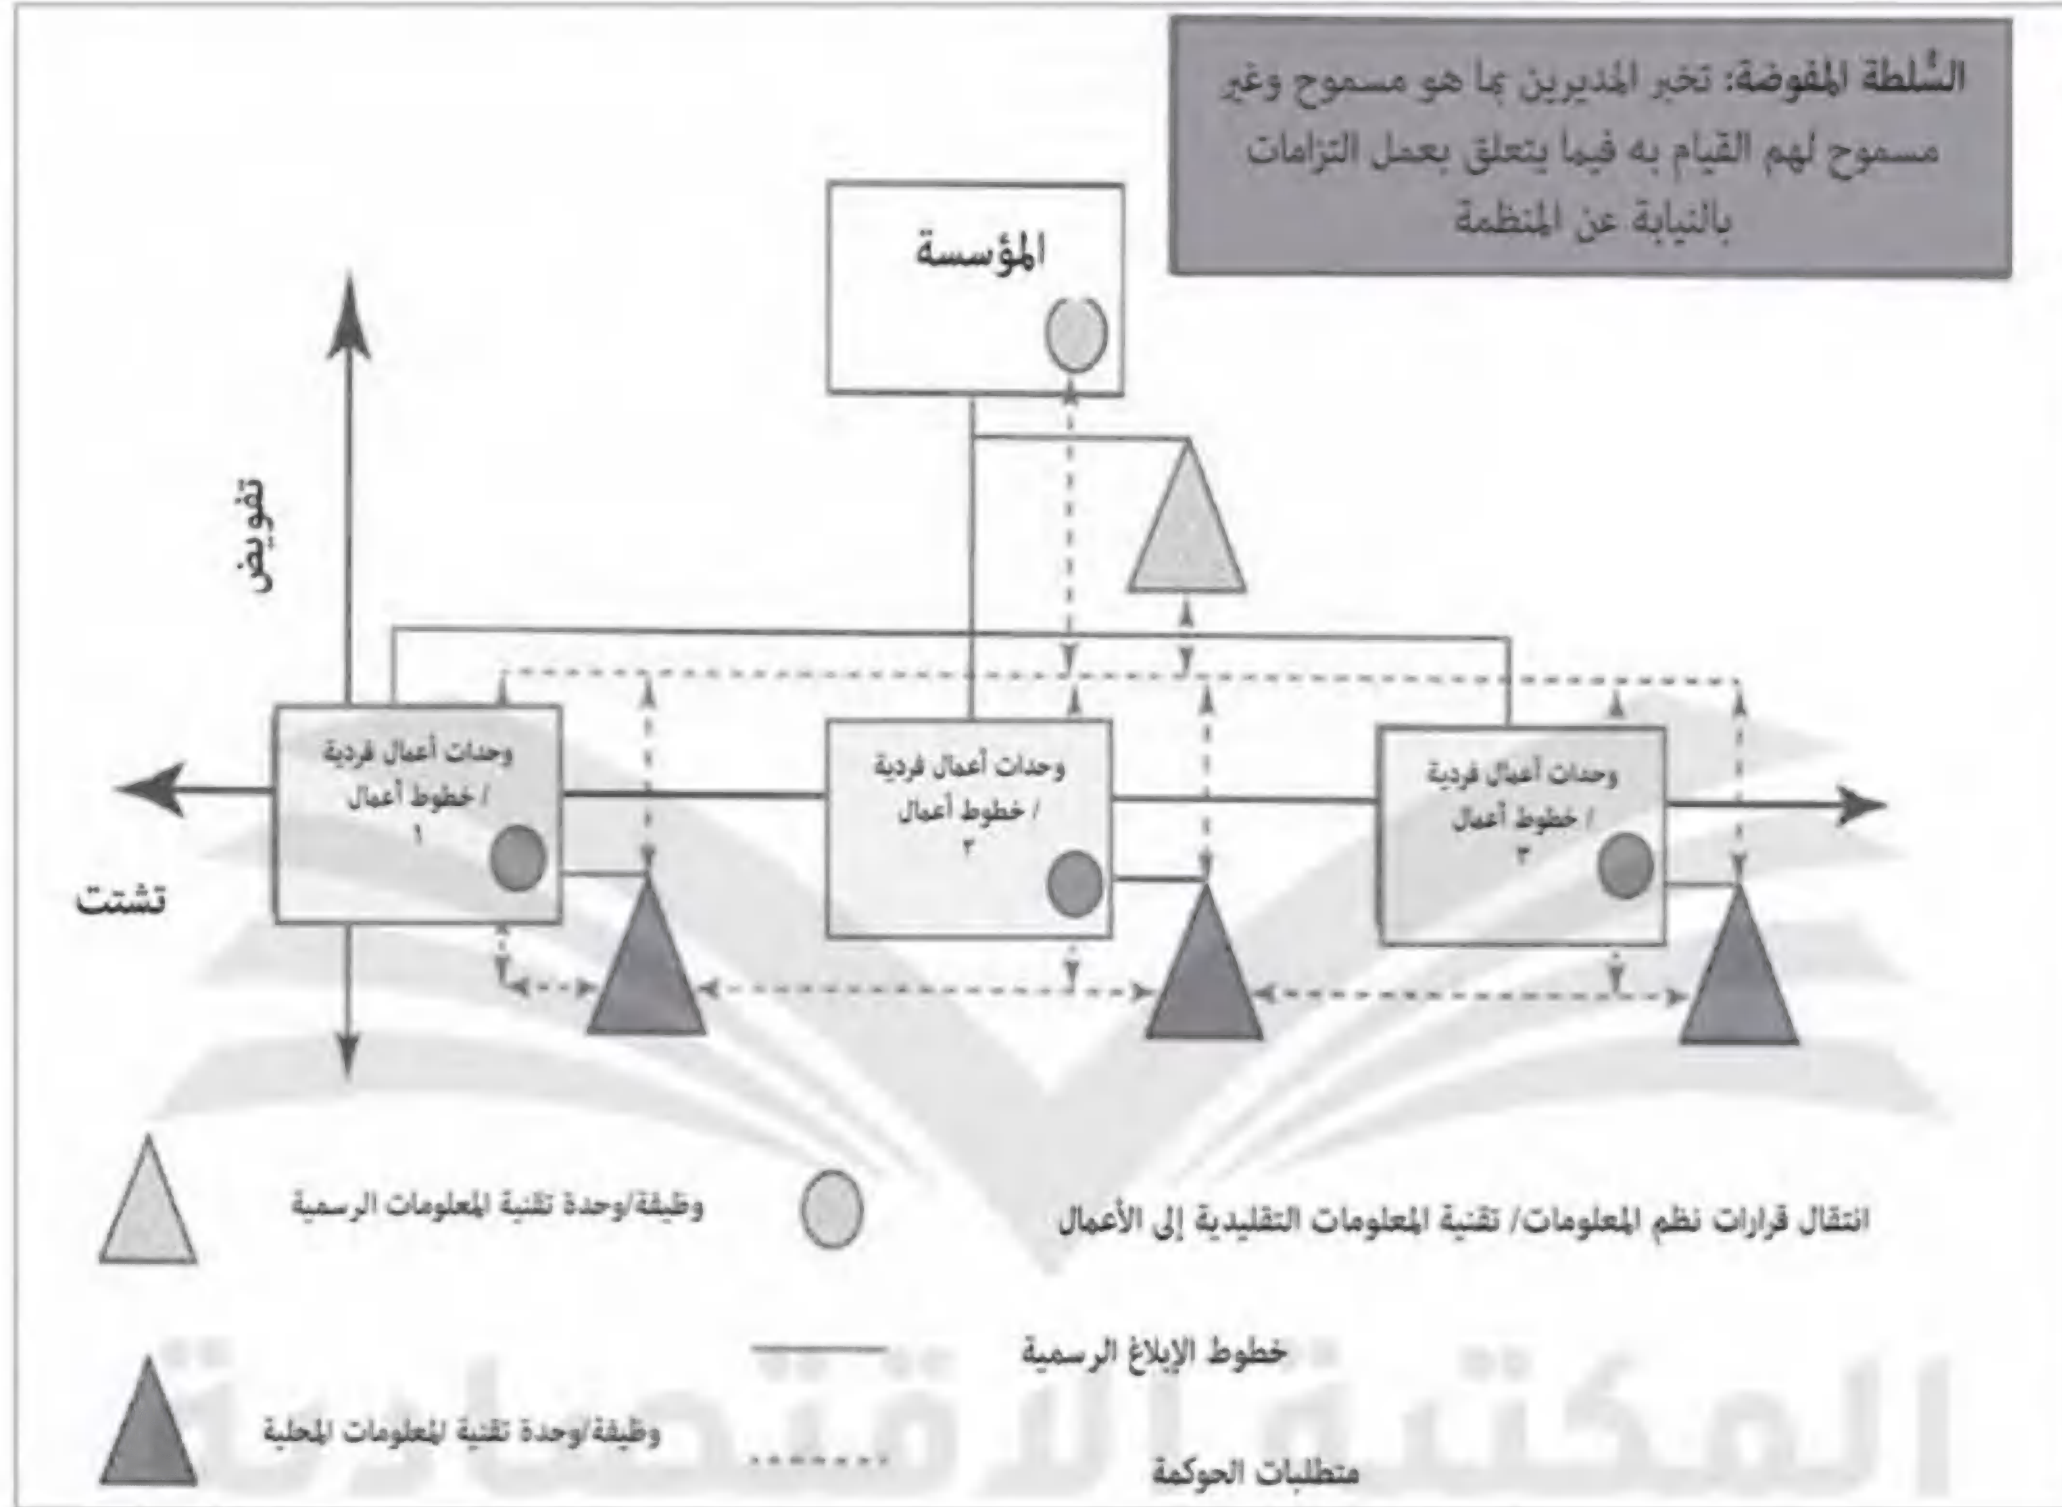 السُّلطة المفوضة: تخبر المديرين بما هو مسموح وغير
مسموح لهم القيام به فيما يتعلق بعمل التزامات
بالنيابة عن المنظمة
المؤسسة
تفويض
وحدات أعمال فردية
/ خطوط أعمال
١
وحدات أعمال فردية
/ خطوط أعمال
٢
وحدات أعمال فردية
/ خطوط أعمال
٣
تشتت
وظيفة/وحدة تقنية المعلومات الرسمية
انتقال قرارات نظم المعلومات/ تقنية المعلومات التقليدية إلى الأعمال
خطوط الإبلاغ الرسمية
وظيفة/وحدة تقنية المعلومات المحلية
متطلبات الحوكمة
المكتبة الاقتصادية